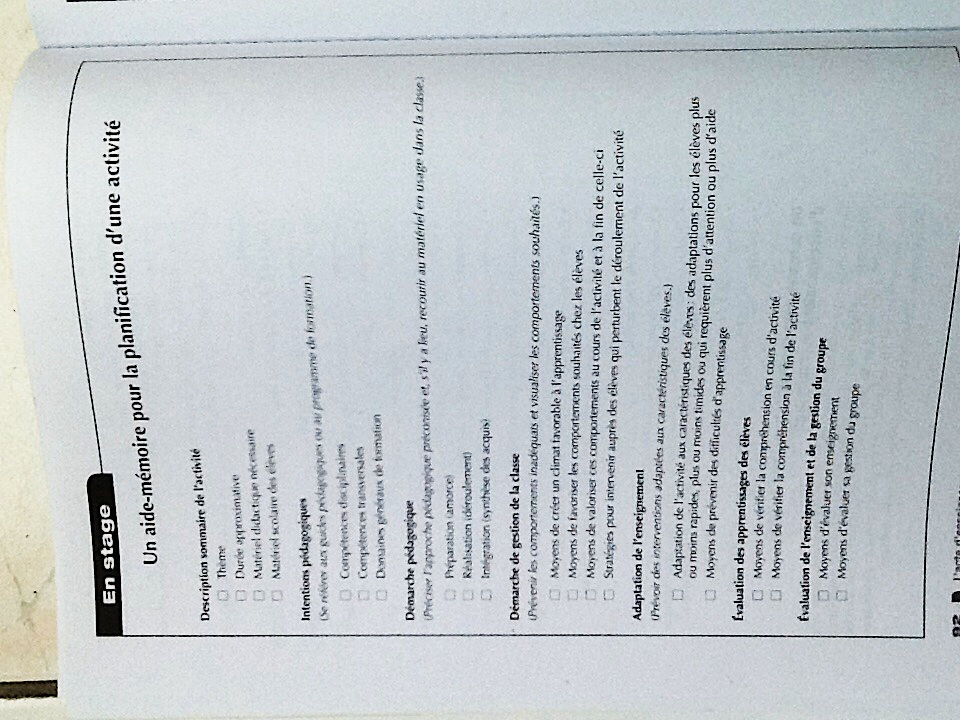 En stage
Un aide-mémoire pour la planification d'une activité
Description sommaire de l'activité
□ Thème
□ Durée approximative
□ Matériel didactique nécessaire
□ Matériel scolaire des élèves
Intentions pédagogiques
(Se référer aux guides pédagogiques ou au programme de formation.)
□ Compétences disciplinaires
□ Compétences transversales
□ Domaines généraux de formation
Démarche pédagogique
(Préciser l'approche pédagogique préconisée et, s'il y a lieu, recourir au matériel en usage dans la classe.)
□ Préparation (amorce)
□ Réalisation (déroulement)
□ Intégration (synthèse des acquis)
Démarche de gestion de la classe
(Prévenir les comportements inadéquats et visualiser les comportements souhaités.)
□ Moyens de créer un climat favorable à l'apprentissage
□ Moyens de favoriser les comportements souhaités chez les élèves
□ Moyens de valoriser ces comportements au cours de l'activité et à la fin de celle-ci
□ Stratégies pour intervenir auprès des élèves qui perturbent le déroulement de l'activité
Adaptation de l'enseignement
(Prévoir des interventions adaptées aux caractéristiques des élèves.)
□ Adaptation de l'activité aux caractéristiques des élèves : des adaptations pour les élèves plus
ou moins rapides, plus ou moins timides ou qui requièrent plus d'attention ou plus d'aide
□ Moyens de prévenir des difficultés d'apprentissage
Évaluation des apprentissages des élèves
□ Moyens de vérifier la compréhension en cours d'activité
□ Moyens de vérifier la compréhension à la fin de l'activité
Évaluation de l'enseignement et de la gestion du groupe
□ Moyens d'évaluer son enseignement
□ Moyens d'évaluer sa gestion du groupe
92